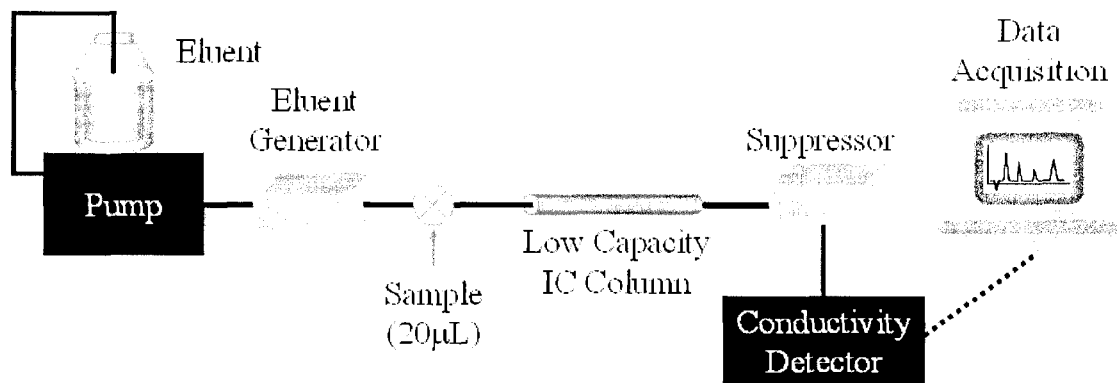 Eluent
Pump
Eluent
Generator
Sample
(20μL)
Low Capacity
IC Column
Suppressor
Conductivity
Detector
Data
Acquisition